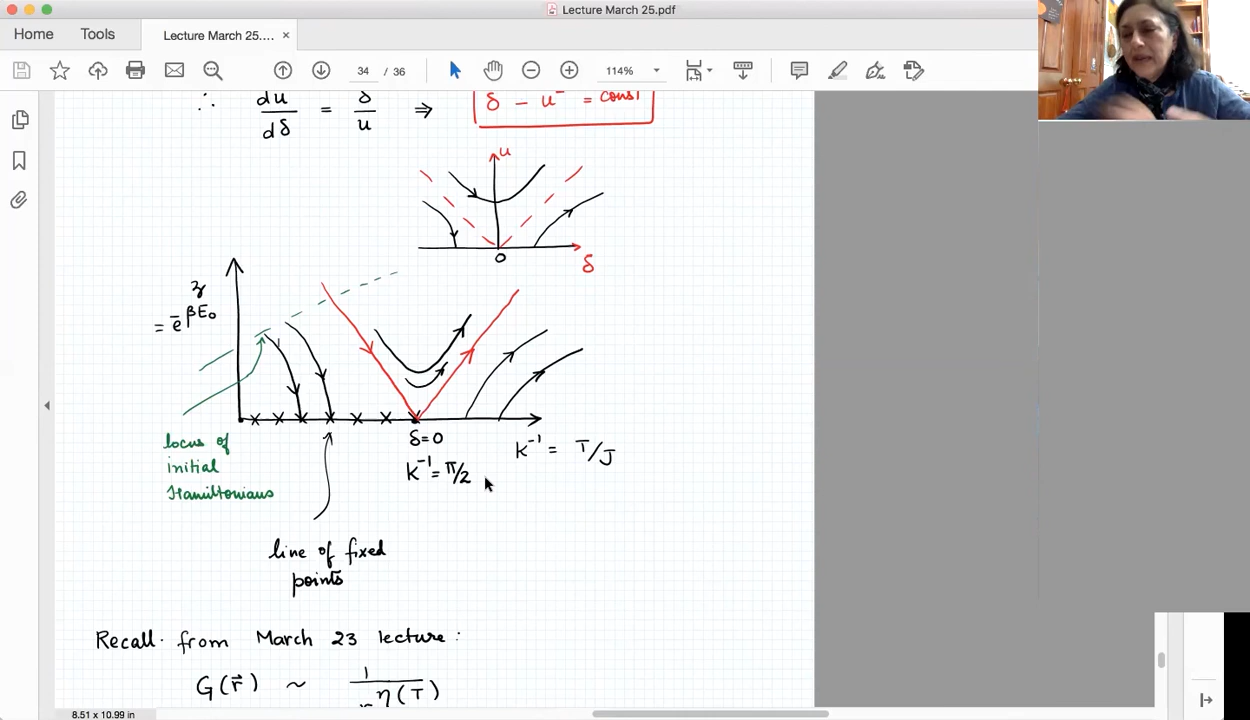 Lecture March 25.pdf
Home Tools Lecture March 25.... ×
34 / 36 114%
∴ du/dδ = δ/u ⇒ δ - u = const
u
0
δ
z
= e^-βE₀
locus of
initial
Hamiltonians
δ=0
K⁻¹ = π/2
K⁻¹ = T/J
line of fixed
points
Recall from March 23 lecture:
G(r⃗) ~ 1 / η(T)
8.51 x 10.99 in